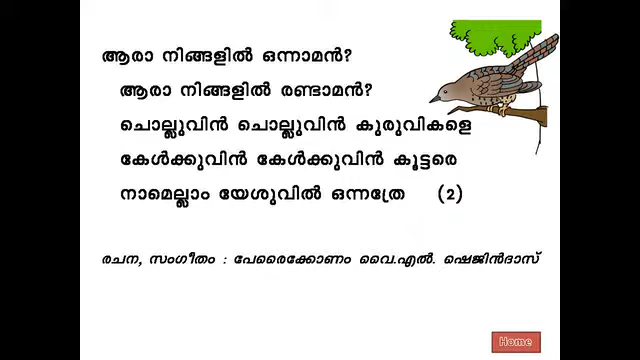 ആരാ നിങ്ങളിൽ ഒന്നാമൻ?
ആരാ നിങ്ങളിൽ രണ്ടാമൻ?
ചൊല്ലുവിൻ ചൊല്ലുവിൻ കുരുവികളെ
കേൾക്കുവിൻ കേൾക്കുവിൻ കൂട്ടരെ
നാമെല്ലാം യേശുവിൽ ഒന്നത്രേ (2)
രചന, സംഗീതം : പേരൈക്കോണം വൈ.എൽ. ഷെജിൻദാസ്
Home